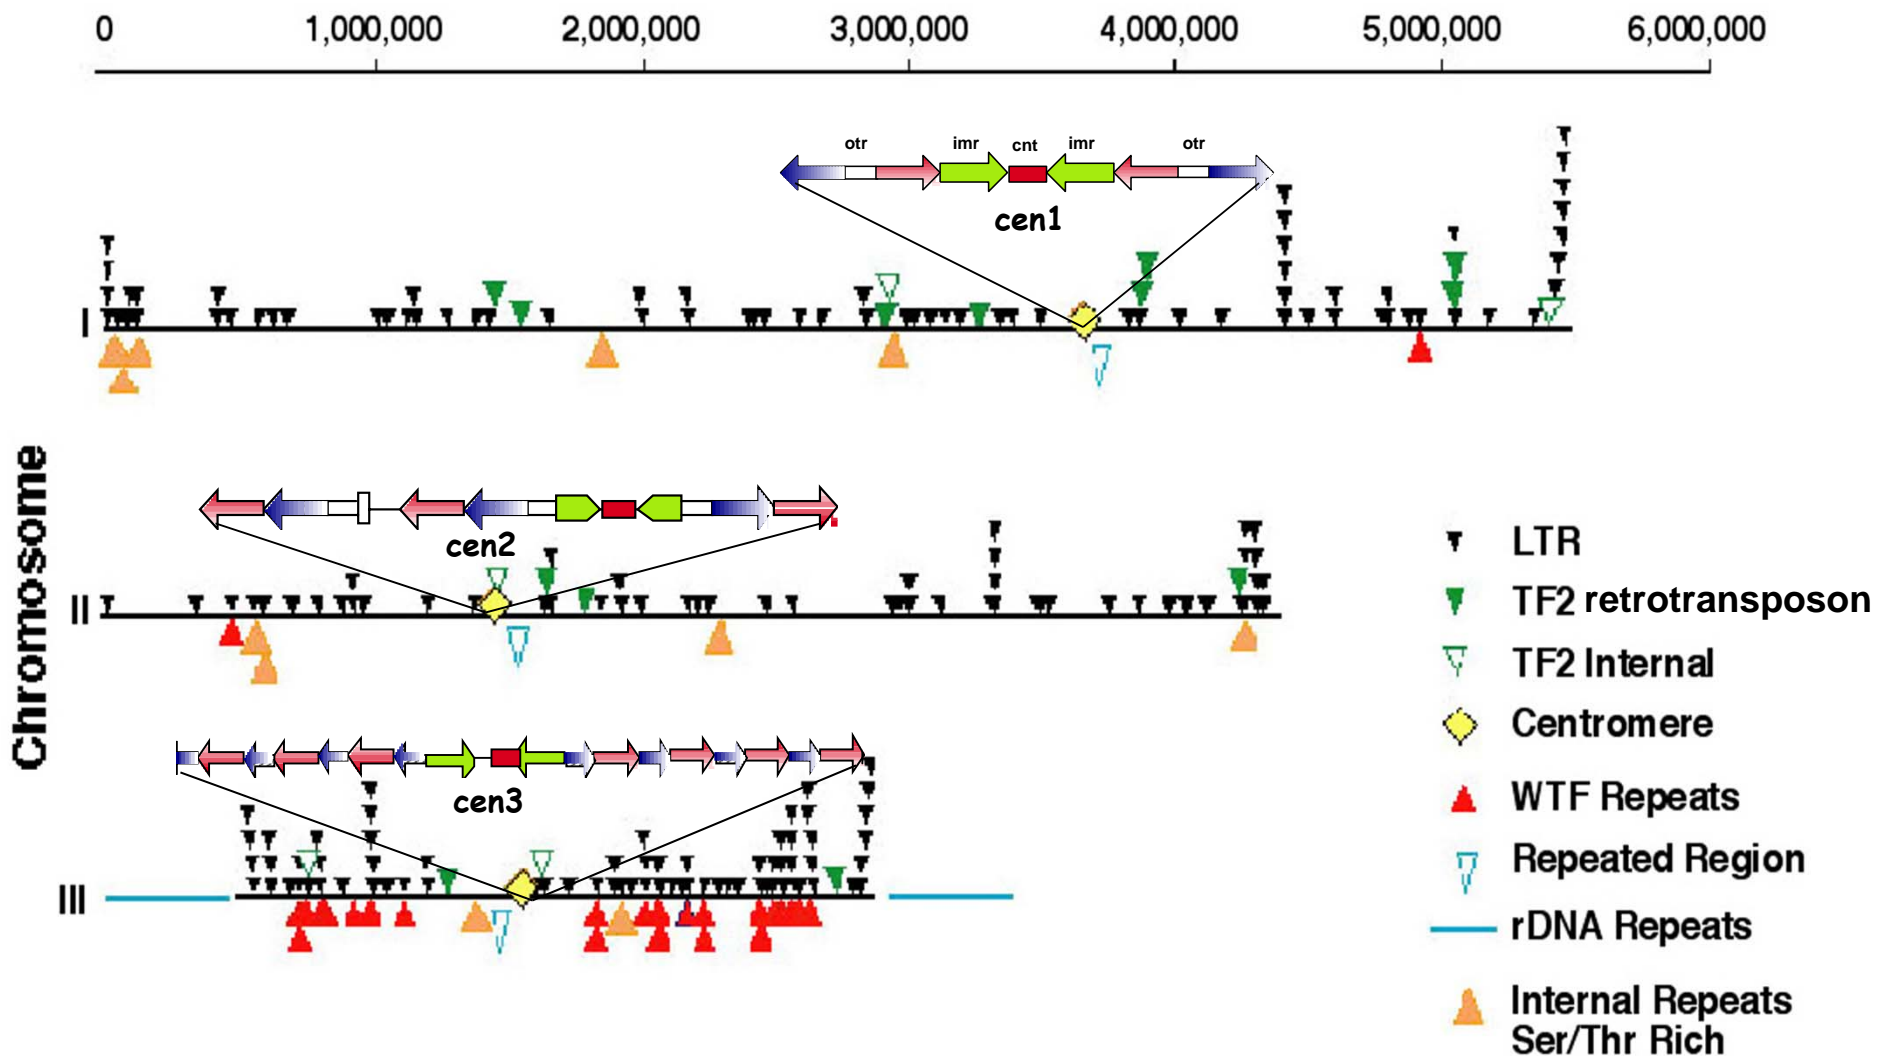 0 1,000,000 2,000,000 3,000,000 4,000,000 5,000,000 6,000,000
otr imr cnt imr otr
cen1
I
Chromosome
cen2
II
cen3
III
LTR
TF2 retrotransposon
TF2 Internal
Centromere
WTF Repeats
Repeated Region
rDNA Repeats
Internal Repeats
Ser/Thr Rich